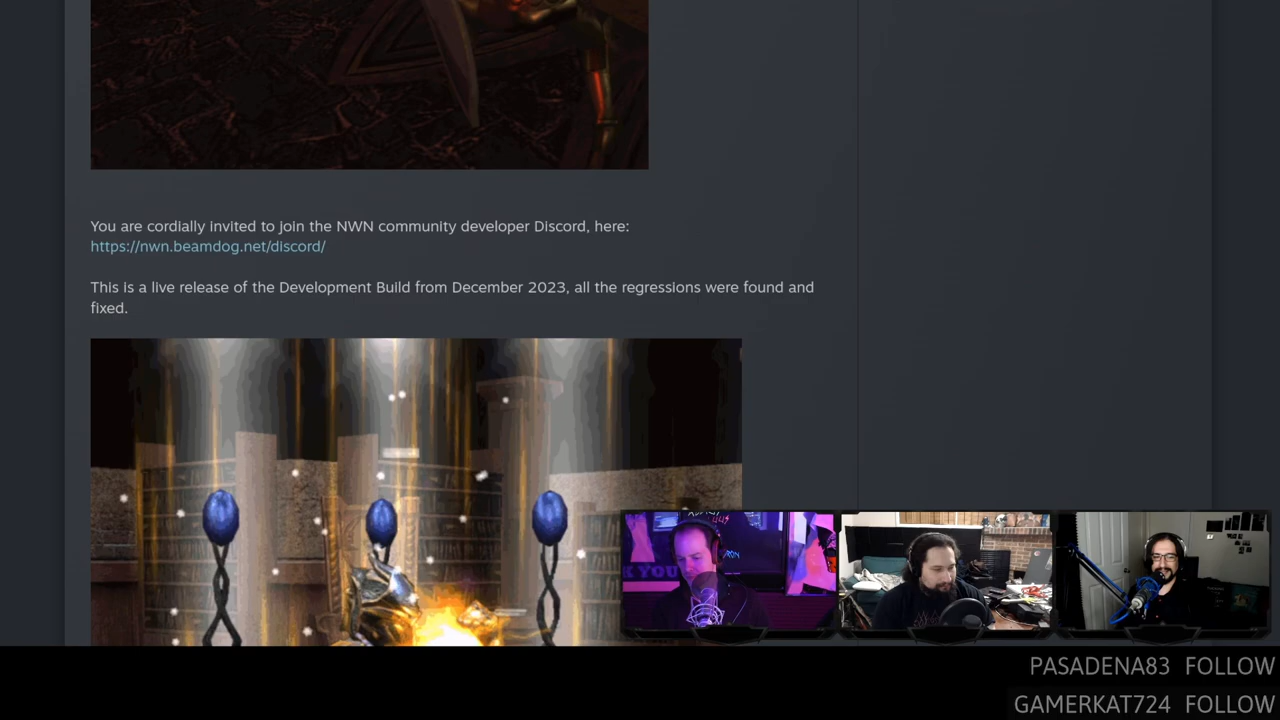 You are cordially invited to join the NWN community developer Discord, here:
https://nwn.beamdog.net/discord/
This is a live release of the Development Build from December 2023, all the regressions were found and
fixed.
K YOU
PASADENA83 FOLLOW
GAMERKAT724 FOLLOW